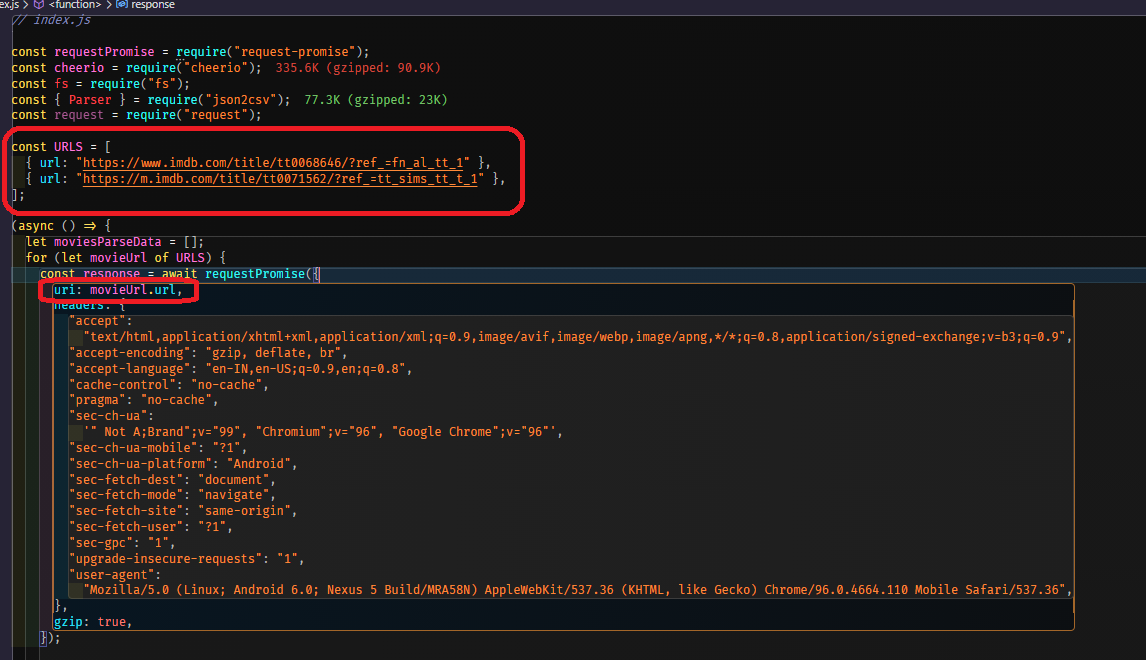 ex.js > <function> > response
// index.js
const requestPromise = require("request-promise");
const cheerio = require("cheerio"); 335.6K (gzipped: 90.9K)
const fs = require("fs");
const { Parser } = require("json2csv"); 77.3K (gzipped: 23K)
const request = require("request");
const URLS = [
{ url: "https://www.imdb.com/title/tt0068646/?ref_=fn_al_tt_1" },
{ url: "https://m.imdb.com/title/tt0071562/?ref_=tt_sims_tt_t_1" },
];
(async () => {
let moviesParseData = [];
for (let movieUrl of URLS) {
const response = await requestPromise({
uri: movieUrl.url,
headers: {
"accept":
"text/html,application/xhtml+xml,application/xml;q=0.9,image/avif,image/webp,image/apng,*/*;q=0.8,application/signed-exchange;v=b3;q=0.9",
"accept-encoding": "gzip, deflate, br",
"accept-language": "en-IN,en-US;q=0.9,en;q=0.8",
"cache-control": "no-cache",
"pragma": "no-cache",
"sec-ch-ua":
'" Not A;Brand";v="99", "Chromium";v="96", "Google Chrome";v="96"',
"sec-ch-ua-mobile": "?1",
"sec-ch-ua-platform": "Android",
"sec-fetch-dest": "document",
"sec-fetch-mode": "navigate",
"sec-fetch-site": "same-origin",
"sec-fetch-user": "?1",
"sec-gpc": "1",
"upgrade-insecure-requests": "1",
"user-agent":
"Mozilla/5.0 (Linux; Android 6.0; Nexus 5 Build/MRA58N) AppleWebKit/537.36 (KHTML, like Gecko) Chrome/96.0.4664.110 Mobile Safari/537.36",
},
gzip: true,
});